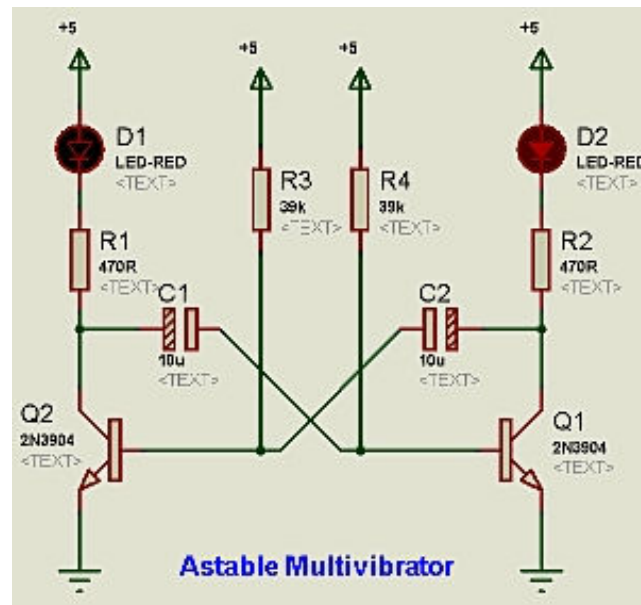 +5
+5
+5
+5
D1
LED-RED
<TEXT>
D2
LED-RED
<TEXT>
R3
39k
<TEXT>
R4
39k
<TEXT>
R1
470R
<TEXT>
R2
470R
<TEXT>
C1
10u
<TEXT>
C2
10u
<TEXT>
Q2
2N3904
<TEXT>
Q1
2N3904
<TEXT>
Astable Multivibrator